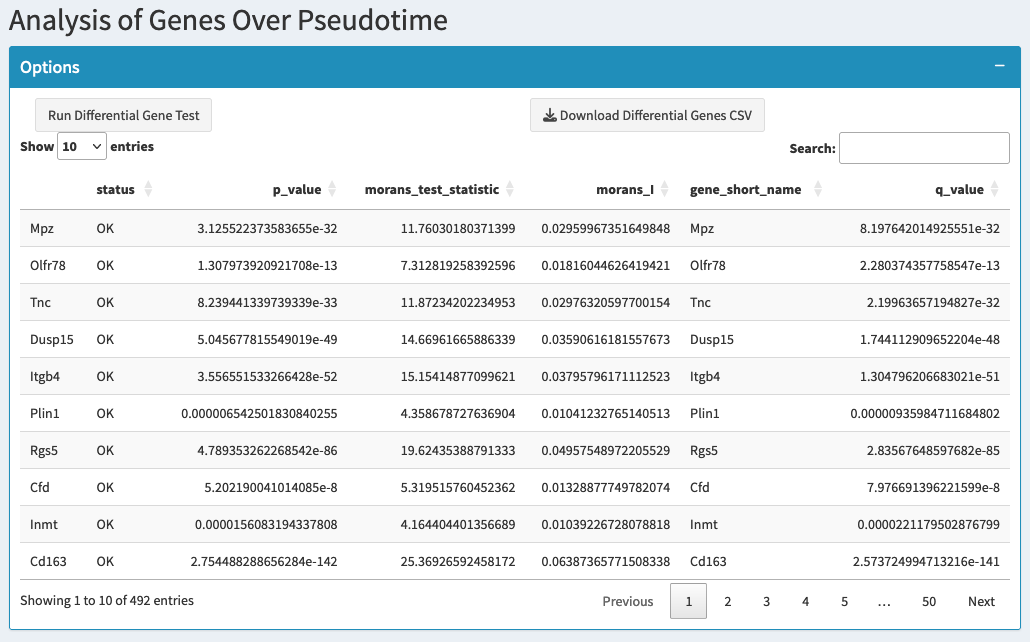 Analysis of Genes Over Pseudotime
Options
Run Differential Gene Test Download Differential Genes CSV
Show 10 entries Search:
status p_value morans_test_statistic morans_I gene_short_name q_value
Mpz OK 3.125522373583655e-32 11.76030180371399 0.02959967351649848 Mpz 8.197642014925551e-32
Olfr78 OK 1.307973920921708e-13 7.312819258392596 0.01816044626419421 Olfr78 2.280374357758547e-13
Tnc OK 8.239441339739339e-33 11.87234202234953 0.02976320597700154 Tnc 2.19963657194827e-32
Dusp15 OK 5.045677815549019e-49 14.66961665886339 0.03590616181557673 Dusp15 1.744112909652204e-48
Itgb4 OK 3.556551533266428e-52 15.15414877099621 0.03795796171112523 Itgb4 1.304796206683021e-51
Plin1 OK 0.000006542501830840255 4.358678727636904 0.01041232765140513 Plin1 0.00000935984711684802
Rgs5 OK 4.789353262268542e-86 19.62435388791333 0.04957548972205529 Rgs5 2.83567648597682e-85
Cfd OK 5.202190041014085e-8 5.319515760452362 0.01328877749782074 Cfd 7.976691396221599e-8
Inmt OK 0.0000156083194337808 4.164404401356689 0.01039226728078818 Inmt 0.0000221179502876799
Cd163 OK 2.754488288656284e-142 25.36926592458172 0.06387365771508338 Cd163 2.573724994713216e-141
Showing 1 to 10 of 492 entries Previous 1 2 3 4 5 … 50 Next